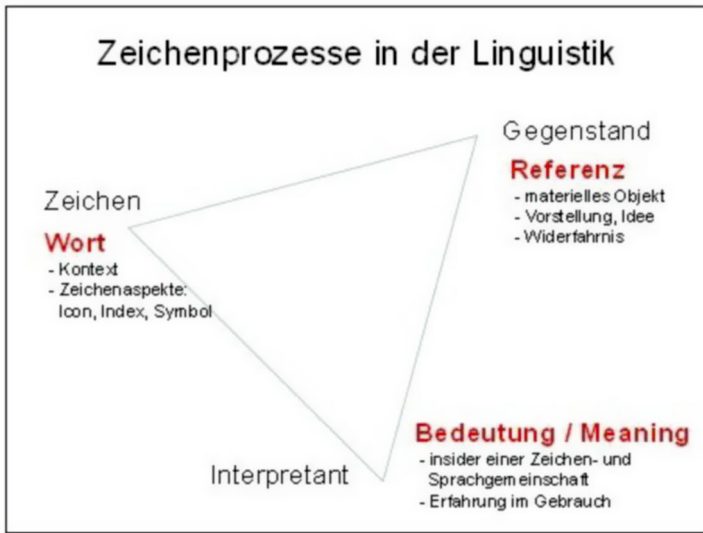 Zeichenprozesse in der Linguistik
Gegenstand
Referenz
- materielles Objekt
- Vorstellung, Idee
- Widerfahrnis
Zeichen
Wort
- Kontext
- Zeichenaspekte:
Icon, Index, Symbol
Bedeutung / Meaning
- insider einer Zeichen- und
Sprachgemeinschaft
- Erfahrung im Gebrauch
Interpretant